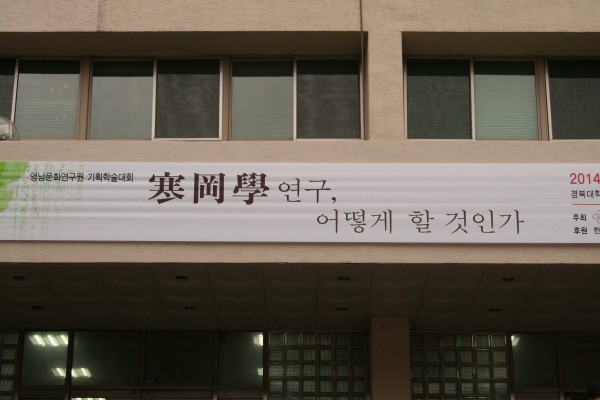 영남문화연구원 기획학술대회
寒岡學 연구,
어떻게 할 것인가
2014
경북대학
주최
후원 한